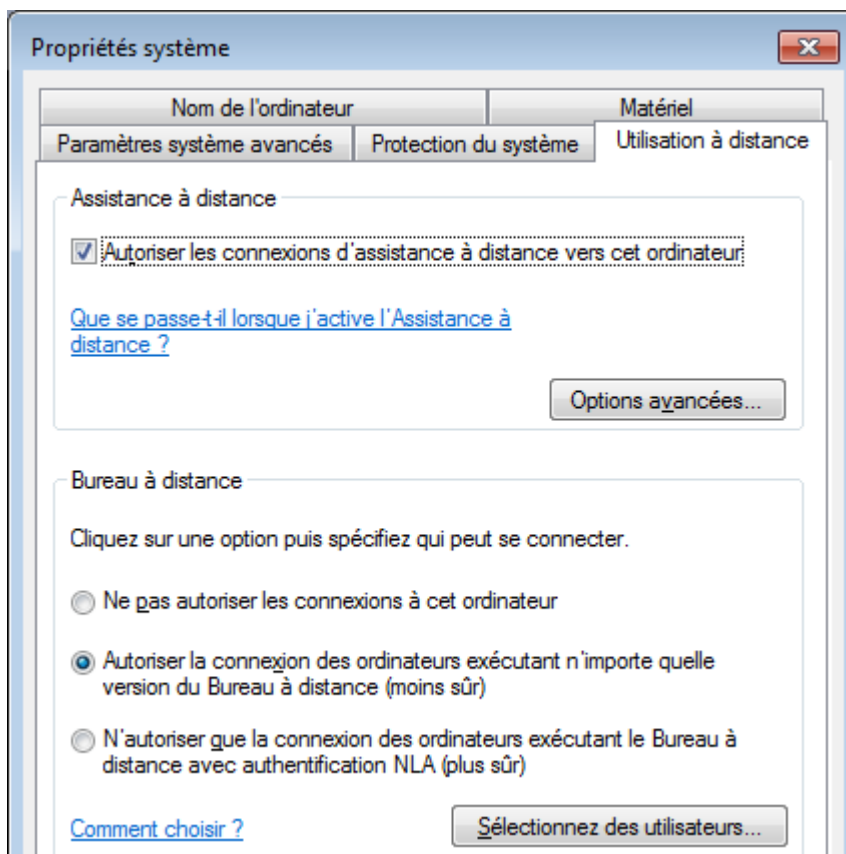 Propriétés système
Nom de l'ordinateur
Matériel
Paramètres système avancés
Protection du système
Utilisation à distance
Assistance à distance
Autoriser les connexions d'assistance à distance vers cet ordinateur
Que se passe-t-il lorsque j'active l'Assistance à
distance ?
Options avancées...
Bureau à distance
Cliquez sur une option puis spécifiez qui peut se connecter.
Ne pas autoriser les connexions à cet ordinateur
Autoriser la connexion des ordinateurs exécutant n'importe quelle
version du Bureau à distance (moins sûr)
N'autoriser que la connexion des ordinateurs exécutant le Bureau à
distance avec authentification NLA (plus sûr)
Comment choisir ?
Sélectionnez des utilisateurs...